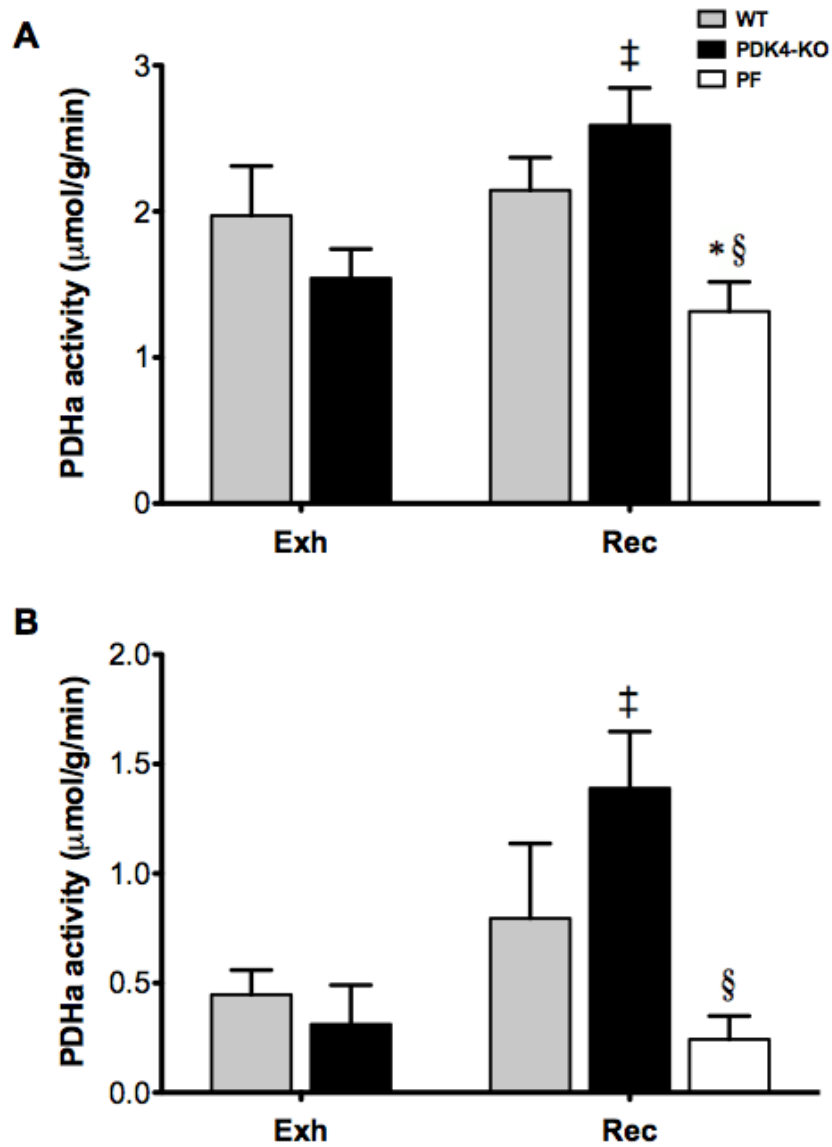 A
WT
PDK4-KO
PF
PDHa activity (μmol/g/min)
3
2
1
0
‡
*§
Exh
Rec
B
PDHa activity (μmol/g/min)
2.0
1.5
1.0
0.5
0.0
‡
§
Exh
Rec